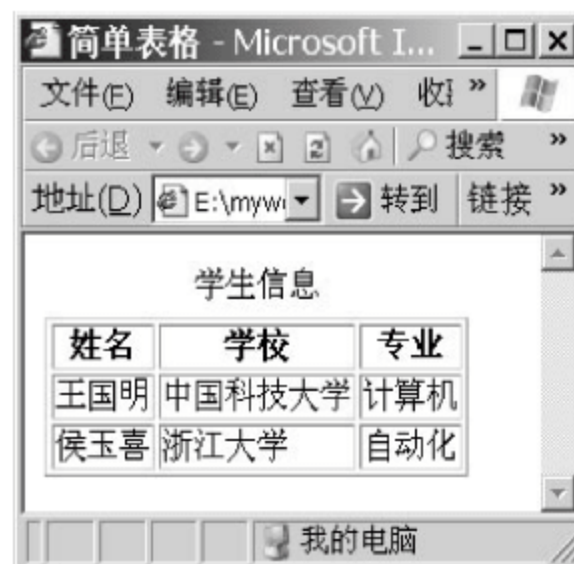 简单表格 - Microsoft I...
文件(F) 编辑(E) 查看(V) 收 »
后退 搜索 »
地址(D) E:\myw 转到 链接 »
学生信息
姓名 学校 专业
王国明 中国科技大学 计算机
侯玉喜 浙江大学 自动化
我的电脑